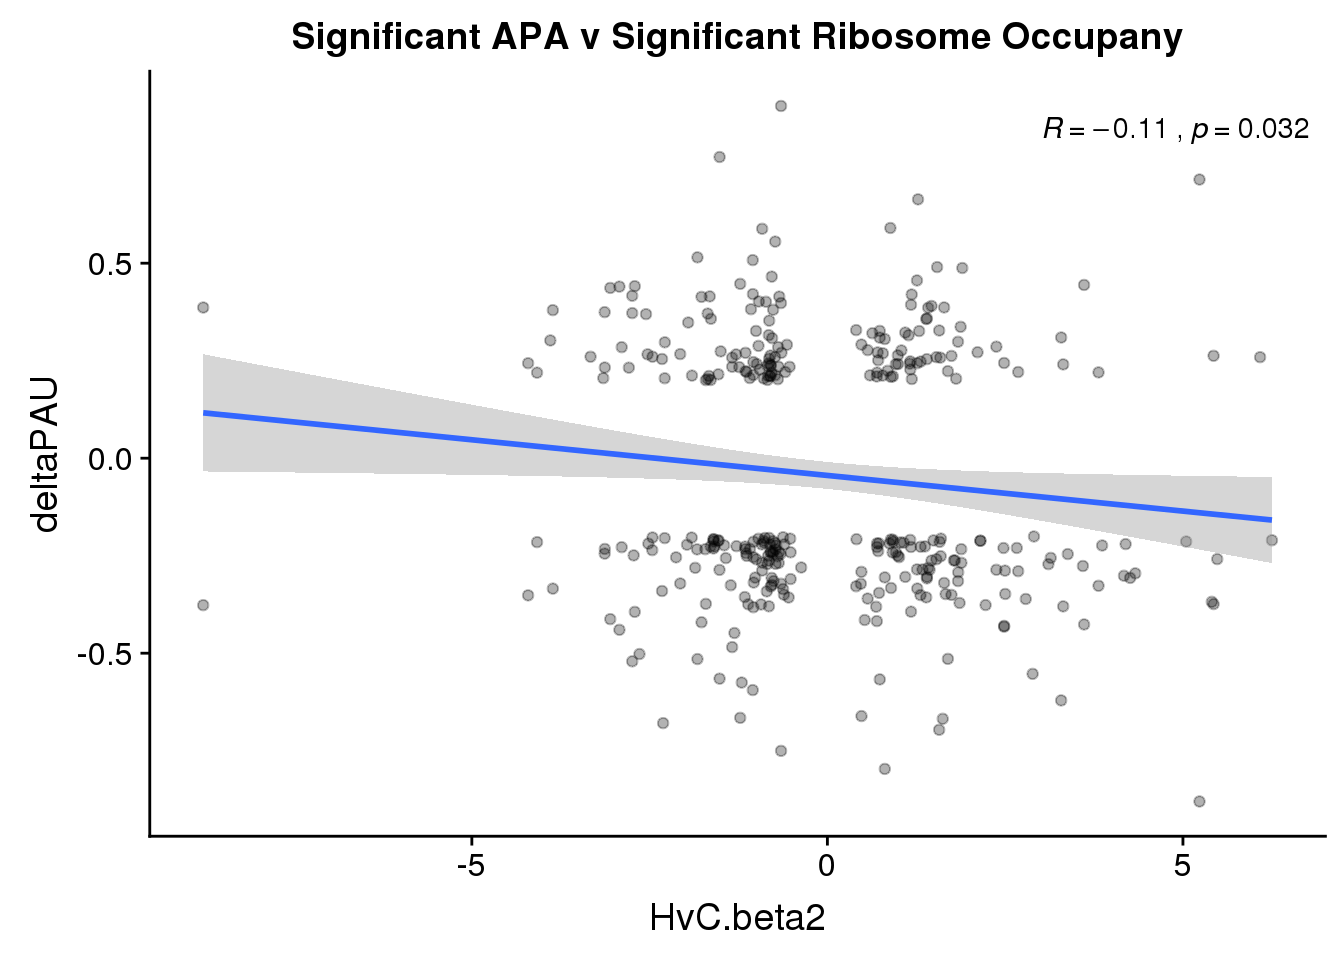 Significant APA v Significant Ribosome Occupany
R = −0.11 , p = 0.032
0.5
0.0
-0.5
deltaPAU
-5
0
5
HvC.beta2